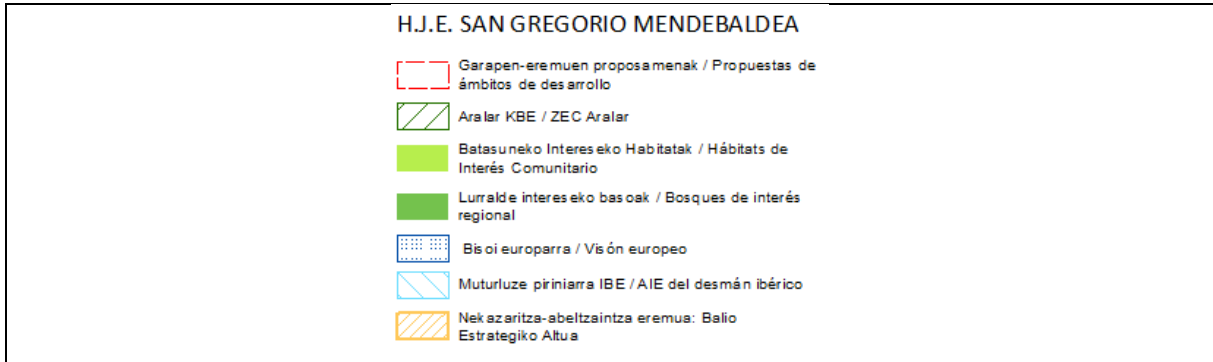 H.J.E. SAN GREGORIO MENDEBALDEA
Garapen-eremuen proposamenak / Propuestas de
ámbitos de desarrollo
Aralar KBE / ZEC Aralar
Batasuneko Intereseko Habitatak / Hábitats de
Interés Comunitario
Lurralde intereseko basoak / Bosques de interés
regional
Bisoi europarra / Visón europeo
Muturluze piriniarra IBE / AIE del desmán ibérico
Nekazaritza-abeltzaintza eremua: Balio
Estrategiko Altua